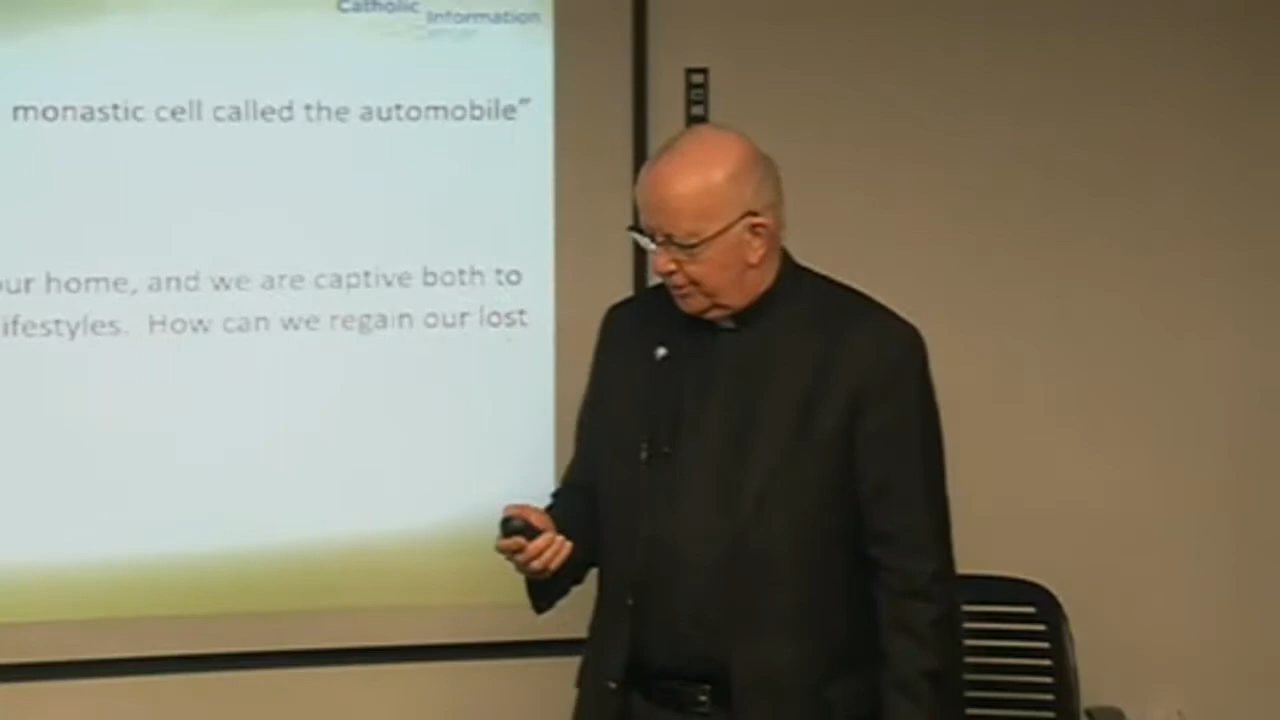 Catholic
Information
monastic cell called the automobile”
our home, and we are captive both to
ifestyles. How can we regain our lost